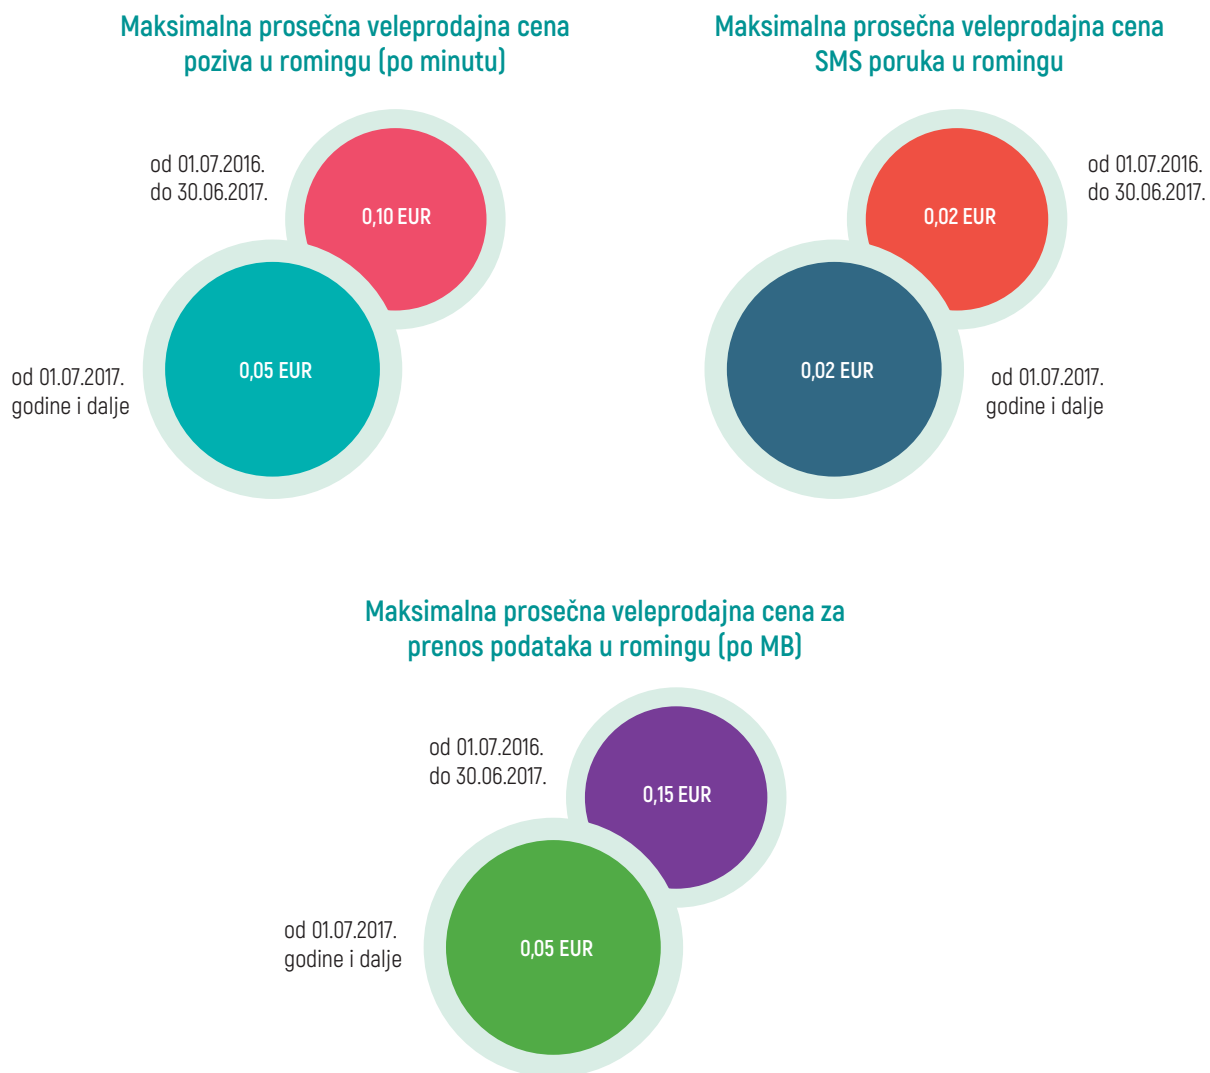 Maksimalna prosečna veleprodajna cena
poziva u romingu (po minutu)
od 01.07.2016.
do 30.06.2017.
0,10 EUR
0,05 EUR
od 01.07.2017.
godine i dalje
Maksimalna prosečna veleprodajna cena
SMS poruka u romingu
od 01.07.2016.
do 30.06.2017.
0,02 EUR
0,02 EUR
od 01.07.2017.
godine i dalje
Maksimalna prosečna veleprodajna cena za
prenos podataka u romingu (po MB)
od 01.07.2016.
do 30.06.2017.
0,15 EUR
od 01.07.2017.
godine i dalje
0,05 EUR